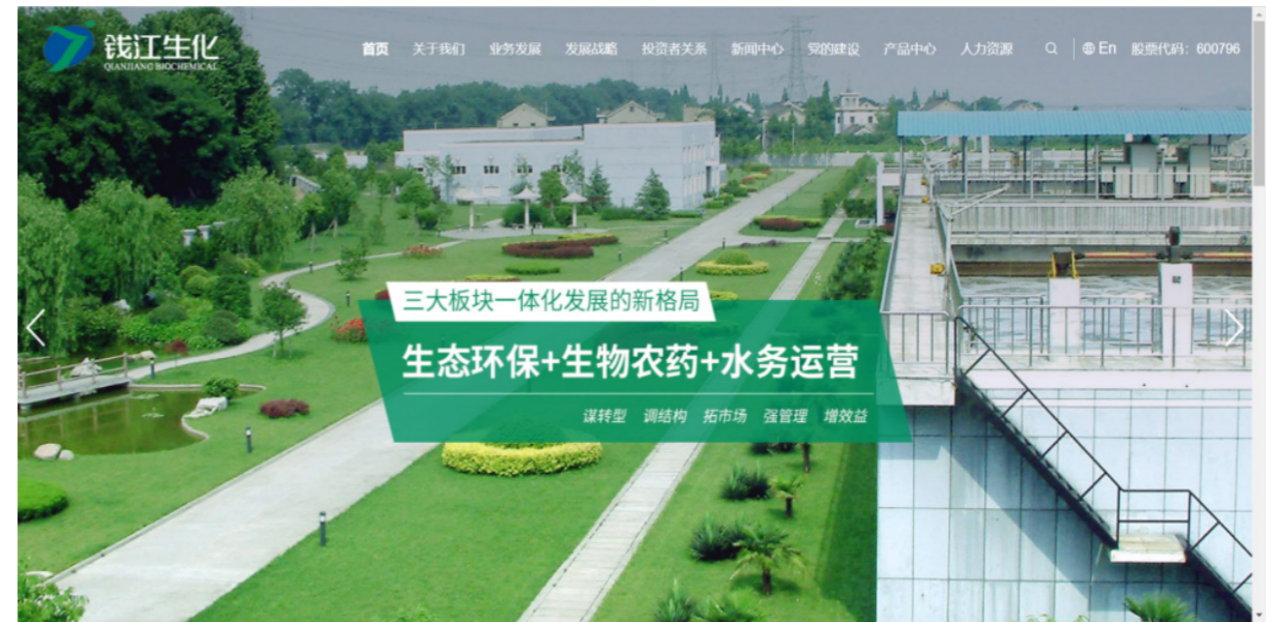 钱江生化
QIANJIANG BIOCHEMICAL
首页 关于我们 业务发展 发展战略 投资者关系 新闻中心 党的建设 产品中心 人力资源 En 股票代码：600796
三大板块一体化发展的新格局
生态环保+生物农药+水务运营
谋转型 调结构 拓市场 强管理 增效益